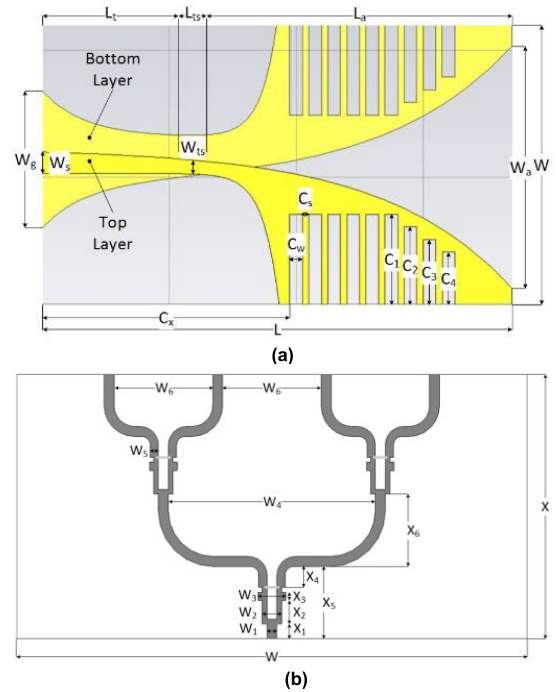 Lt
Lts
La
Bottom
Layer
Wg
Ws
Wts
Wa
W
Top
Layer
Cs
Cw
C1
C2
C3
C4
Cx
L
(a)
W6
W6
W5
W4
X
X6
X4
W3
X3
X5
W2
X2
W1
X1
W
(b)